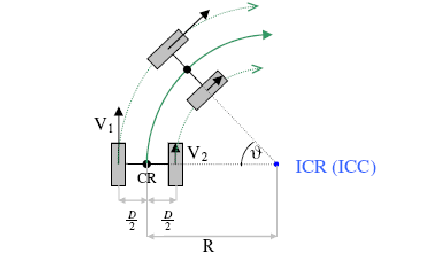 V1
V2
CR
ϑ
ICR (ICC)
D/2
D/2
R